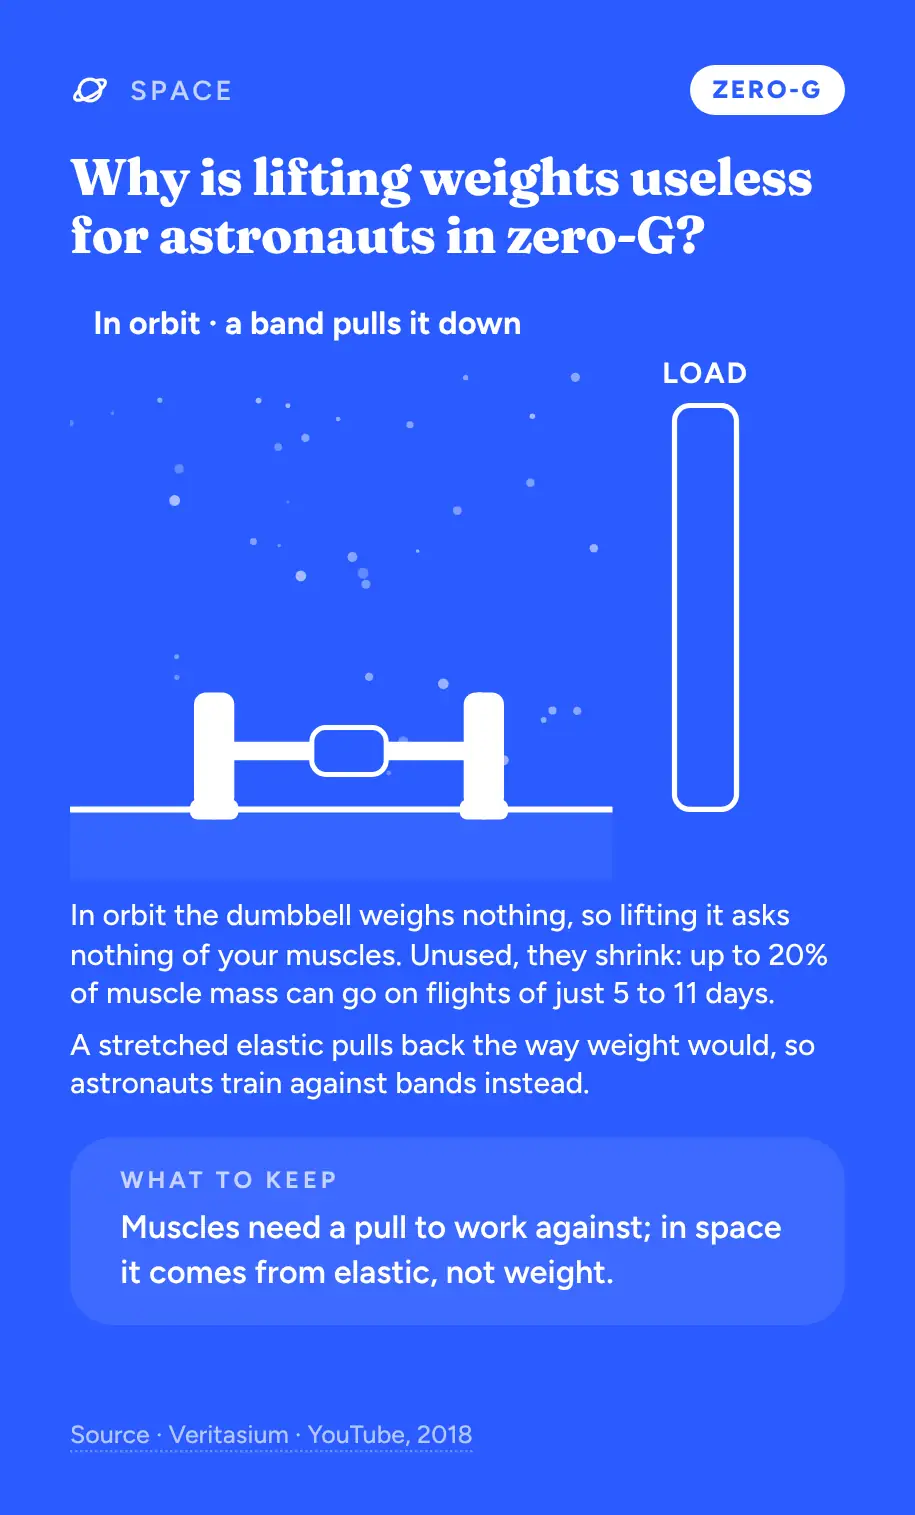 SPACE
ZERO-G
Why is lifting weights useless
for astronauts in zero-G?
In orbit · a band pulls it down
LOAD
In orbit the dumbbell weighs nothing, so lifting it asks
nothing of your muscles. Unused, they shrink: up to 20%
of muscle mass can go on flights of just 5 to 11 days.
A stretched elastic pulls back the way weight would, so
astronauts train against bands instead.
WHAT TO KEEP
Muscles need a pull to work against; in space
it comes from elastic, not weight.
Source · Veritasium · YouTube, 2018